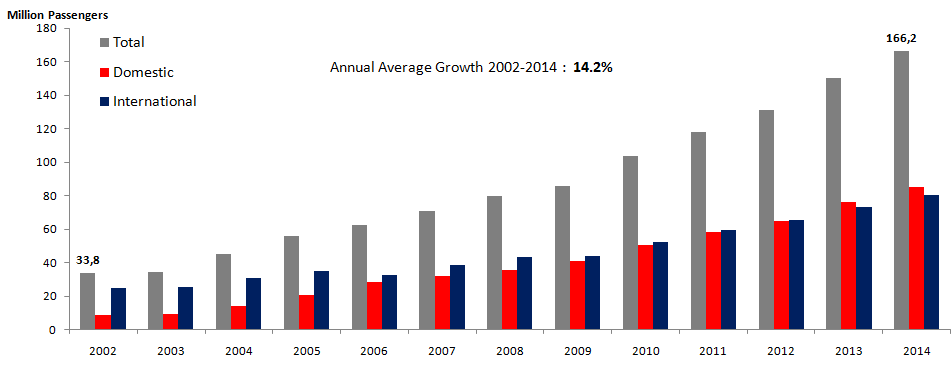 Million Passengers
180
160
140
120
100
80
60
40
20
0
Total
Domestic
International
Annual Average Growth 2002-2014 : 14.2%
33,8
166,2
2002 2003 2004 2005 2006 2007 2008 2009 2010 2011 2012 2013 2014